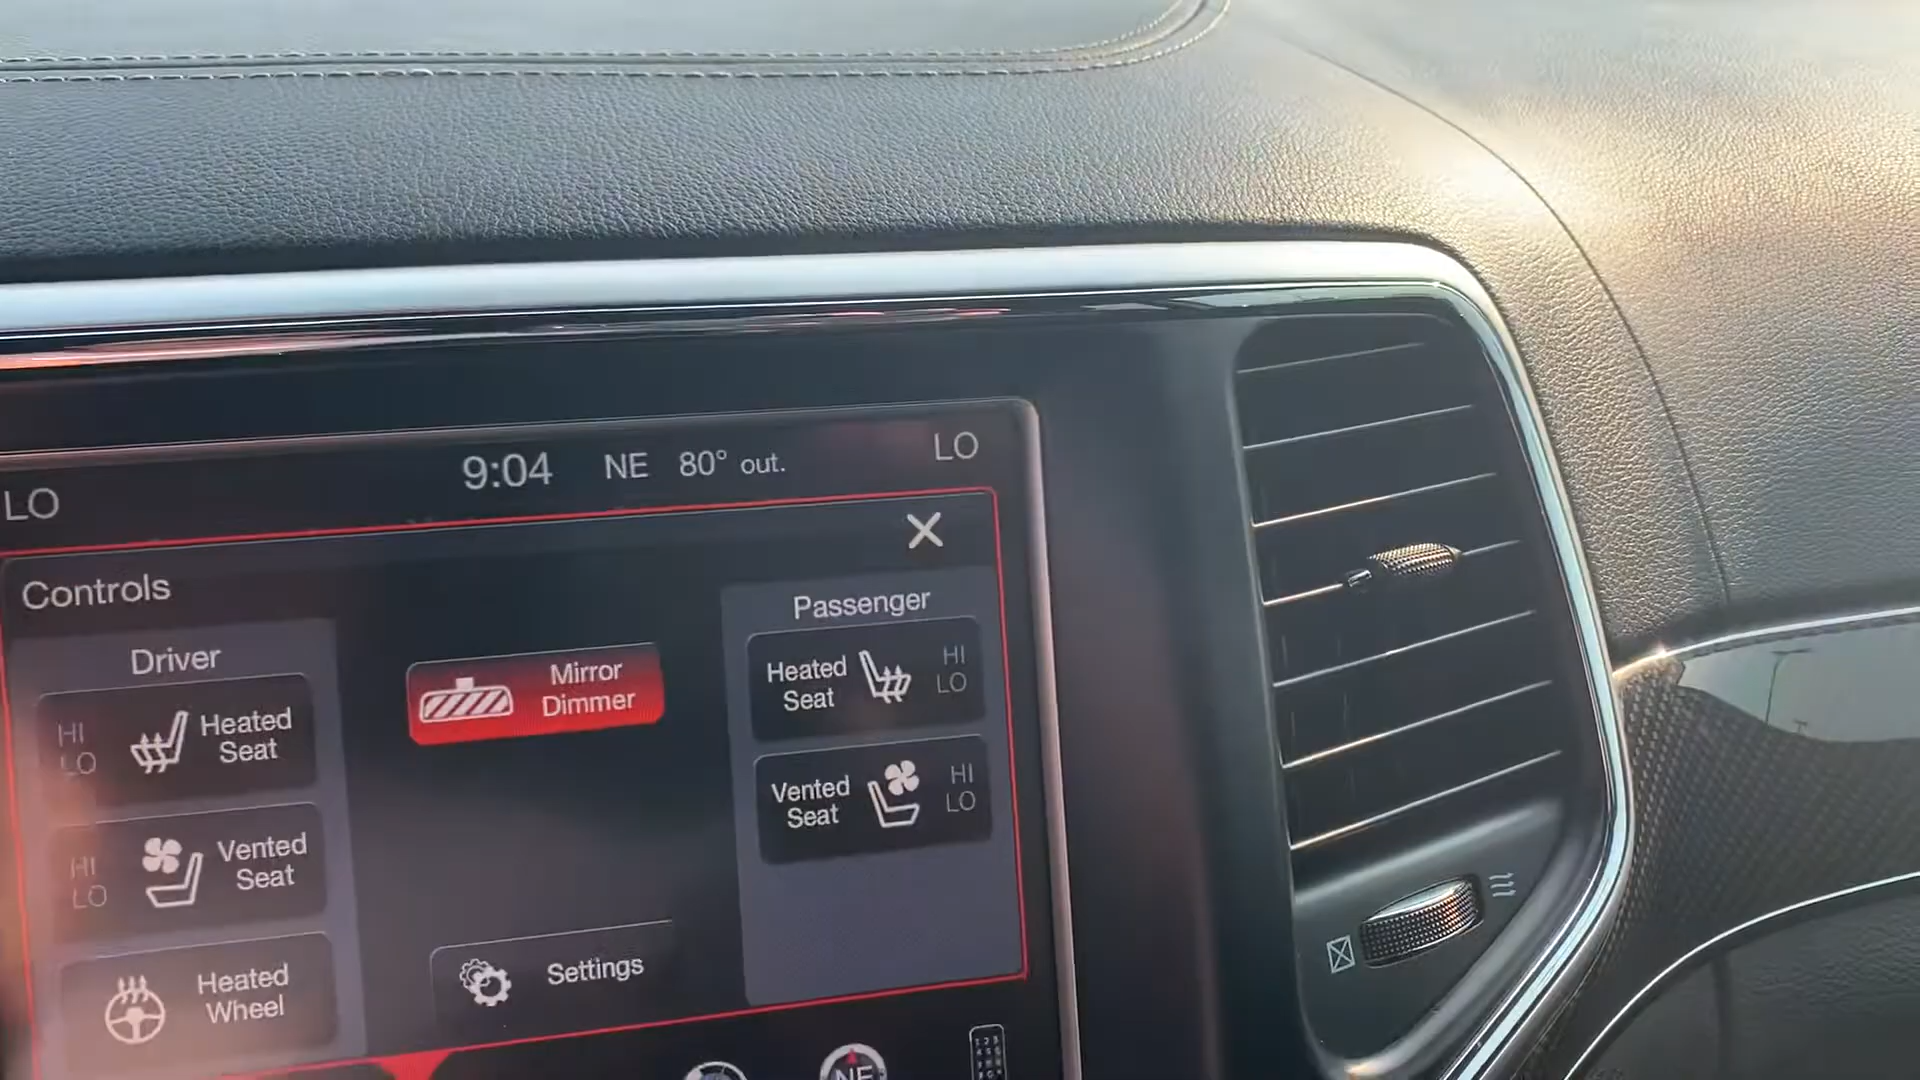 LO
9:04 NE 80° out.
LO
Controls
Driver
HI
LO
Heated
Seat
HI
LO
Vented
Seat
Heated
Wheel
Mirror
Dimmer
Settings
Passenger
Heated
Seat
HI
LO
Vented
Seat
HI
LO
NE